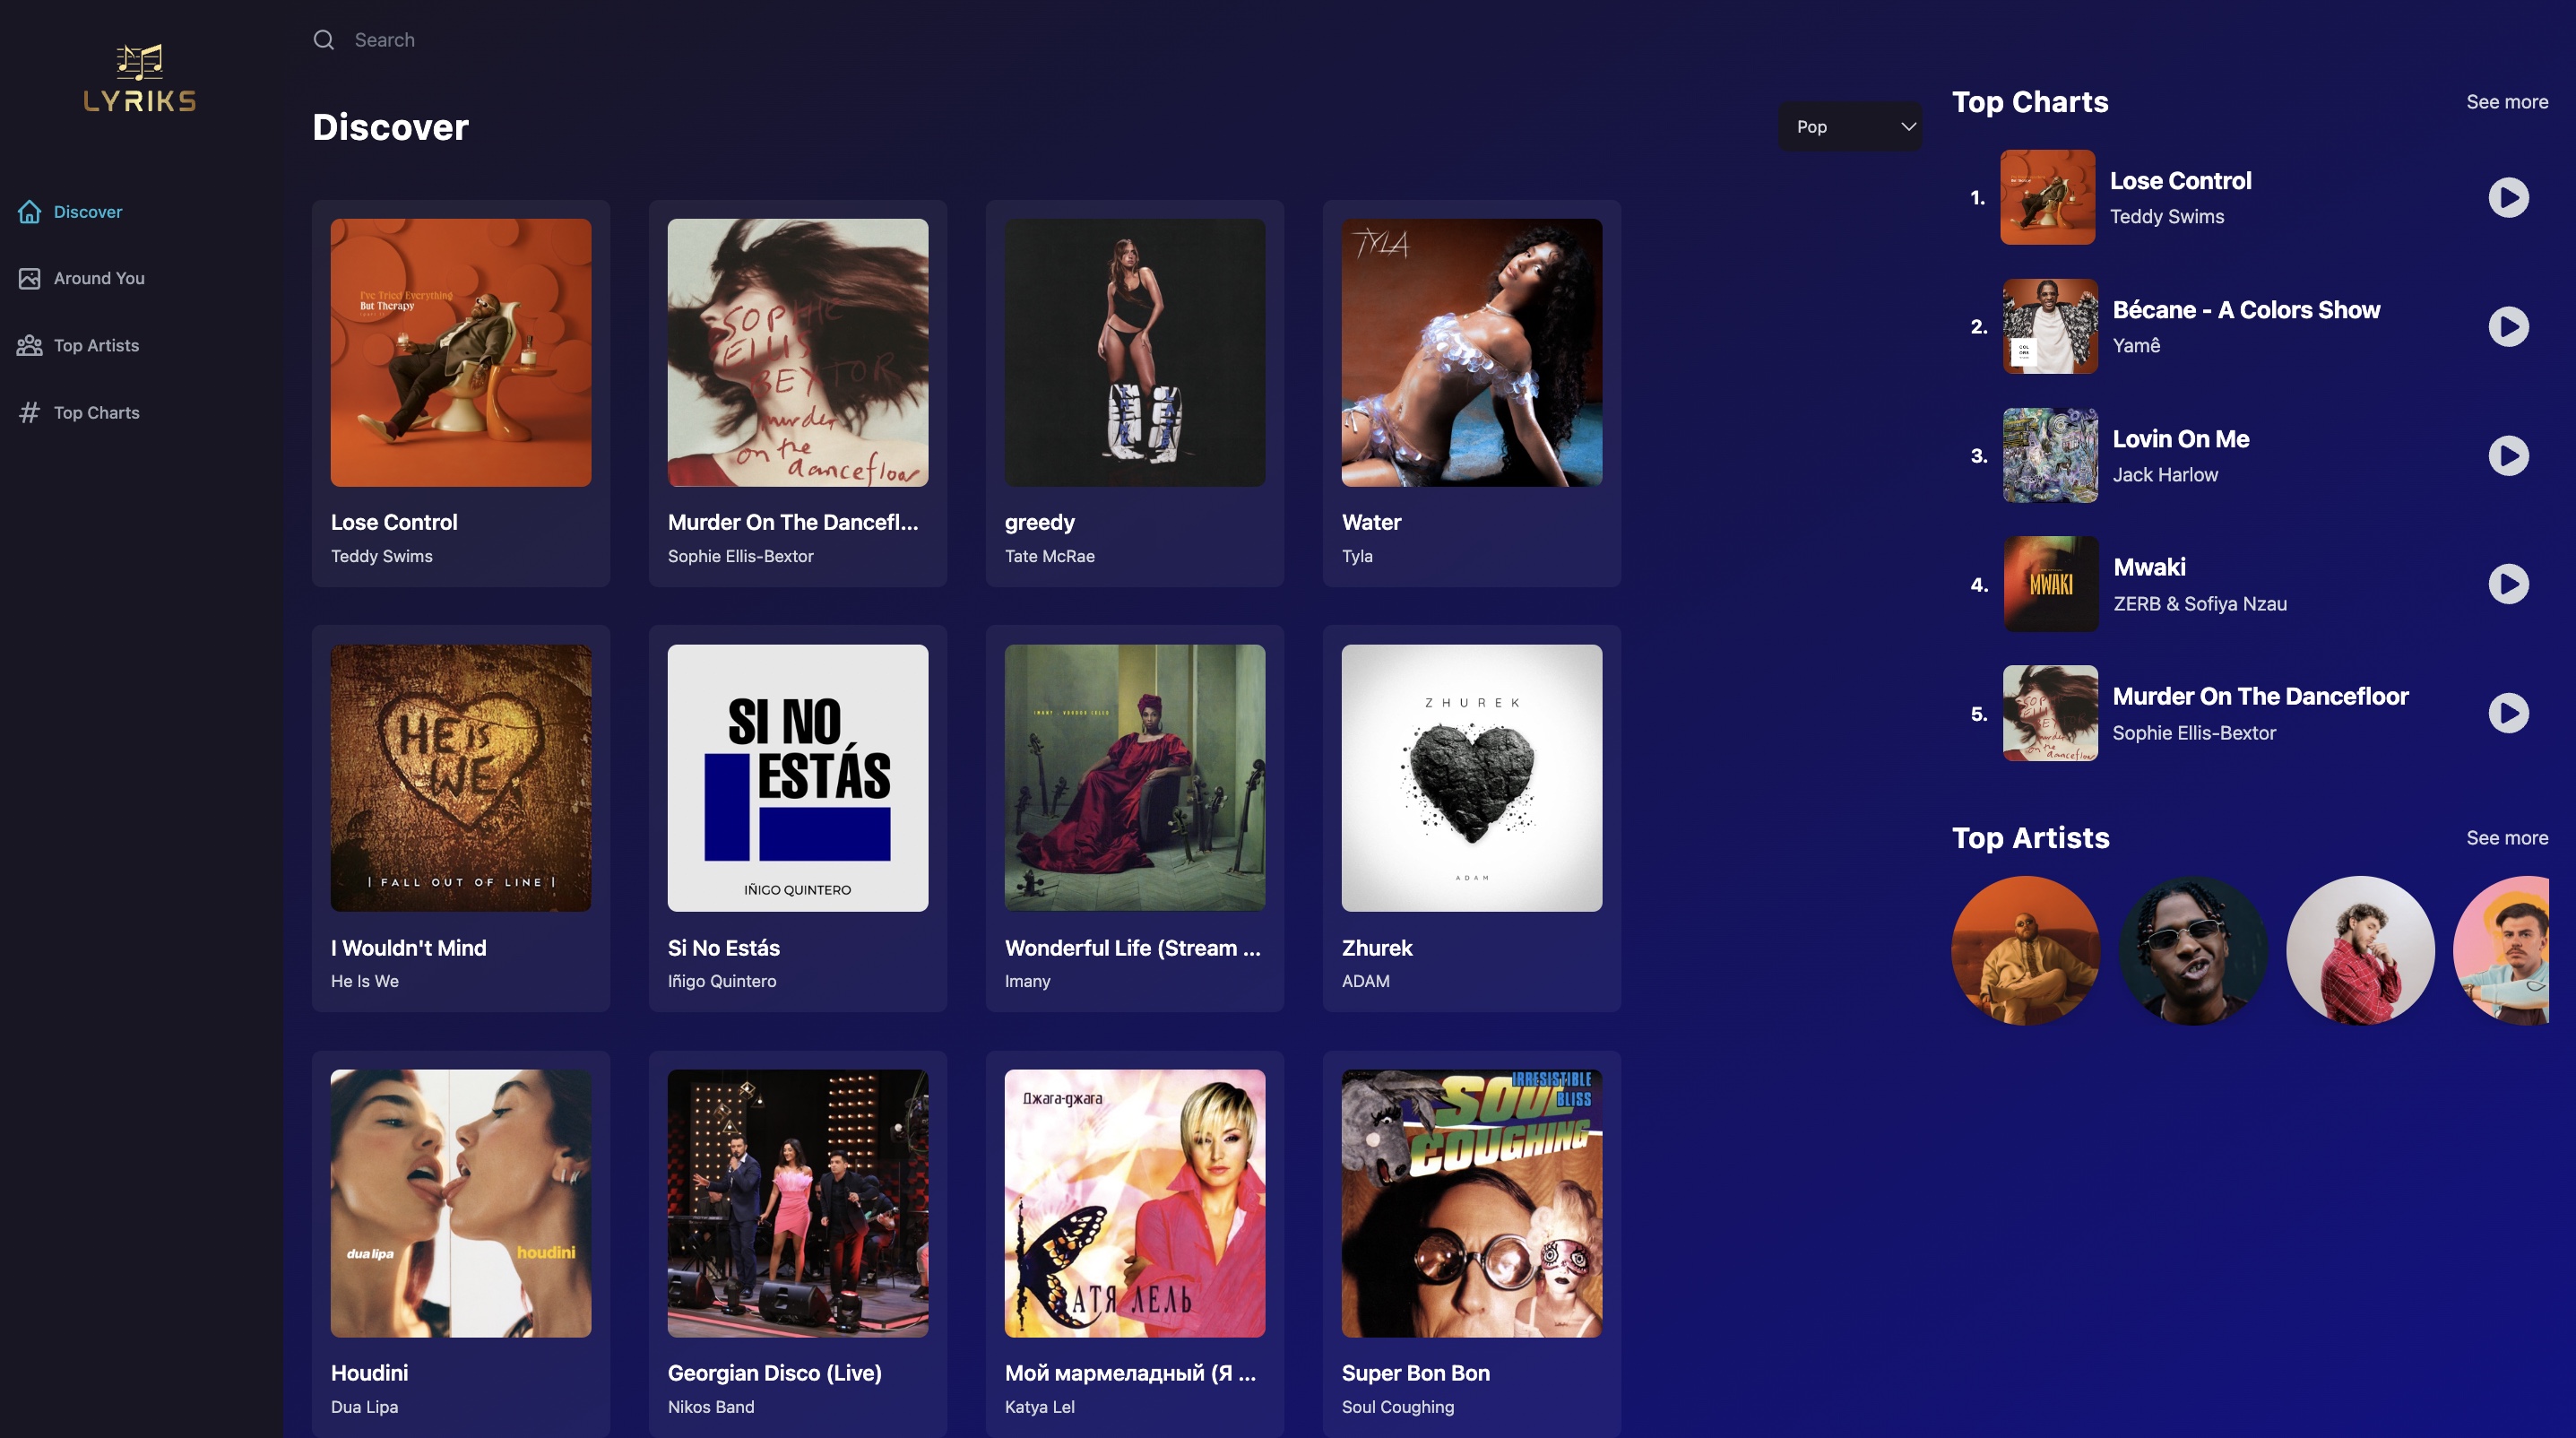 LYRIKS
Discover
Around You
Top Artists
Top Charts
Search
Discover
Pop
I've Tried Everything
But Therapy
Lose Control
Teddy Swims
SOPHIE
ELLIS
BEXTOR
murder
on the
dancefloor
Murder On The Dancefl...
Sophie Ellis-Bextor
greedy
Tate McRae
TYLA
Water
Tyla
HE IS
WE
| FALL OUT OF LINE |
I Wouldn't Mind
He Is We
SI NO
ESTÁS
IÑIGO QUINTERO
Si No Estás
Iñigo Quintero
IMANY - VOODOO CELLO
Wonderful Life (Stream ...
Imany
ZHUREK
ADAM
Zhurek
ADAM
dua lipa
houdini
Houdini
Dua Lipa
Georgian Disco (Live)
Nikos Band
Джага-джага
КАТЯ ЛЕЛЬ
Мой мармеладный (Я ...
Katya Lel
IRRESISTIBLE
BLISS
SOUL
COUGHING
Super Bon Bon
Soul Coughing
Top Charts
See more
1.
Lose Control
Teddy Swims
2.
Bécane - A Colors Show
Yamê
3.
Lovin On Me
Jack Harlow
4.
MWAKI
Mwaki
ZERB & Sofiya Nzau
5.
Murder On The Dancefloor
Sophie Ellis-Bextor
Top Artists
See more